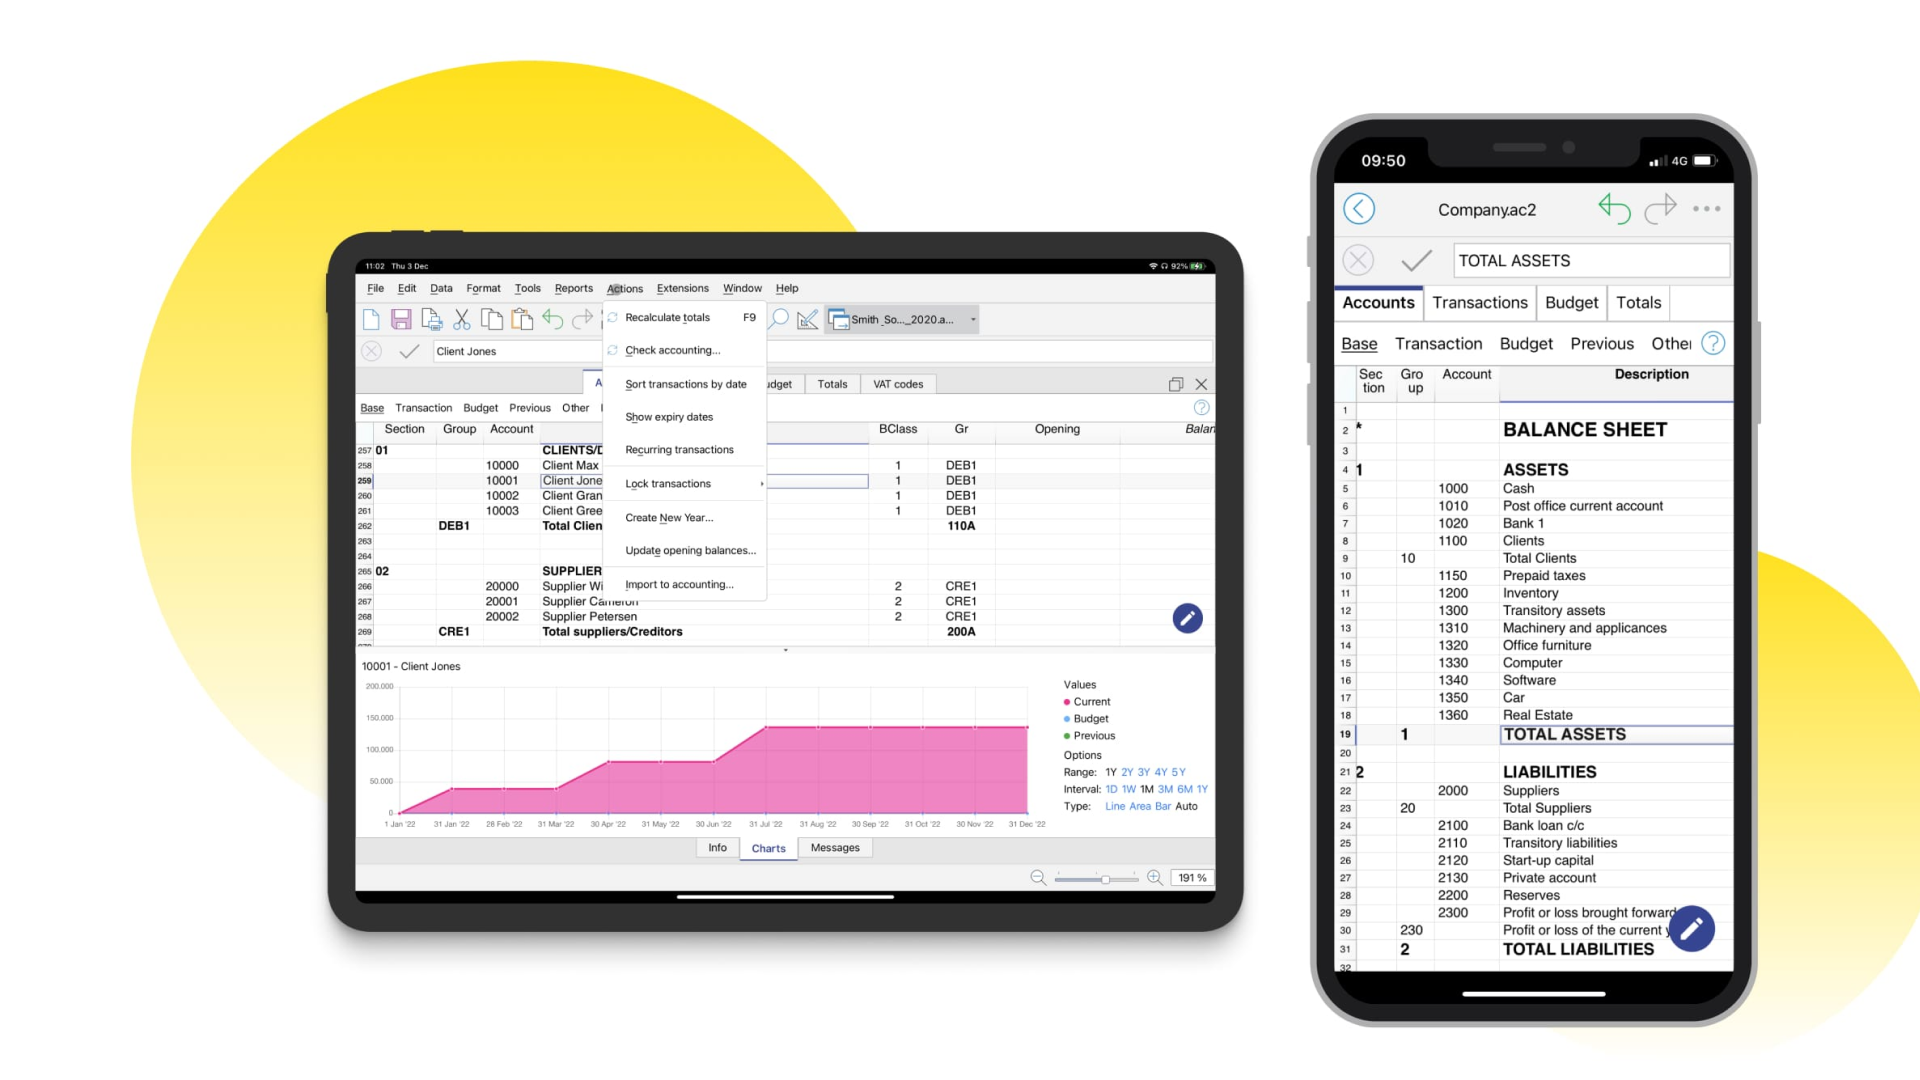 11:02 Thu 3 Dec
92%
File Edit Data Format Tools Reports Actions Extensions Window Help
Recalculate totals F9
Smith_So..._2020.a...
Client Jones
Check accounting...
Sort transactions by date
Show expiry dates
Recurring transactions
Lock transactions
Create New Year...
Update opening balances...
Import to accounting...
A
udget Totals VAT codes
Base Transaction Budget Previous Other
Section Group Account BClass Gr Opening Balan
257 01 CLIENTS/D
258 10000 Client Max 1 DEB1
259 10001 Client Jone 1 DEB1
260 10002 Client Gran 1 DEB1
261 10003 Client Gree 1 DEB1
262 DEB1 Total Clien 110A
263
264
265 02 SUPPLIER
266 20000 Supplier Wi 2 CRE1
267 20001 Supplier Cameron 2 CRE1
268 20002 Supplier Petersen 2 CRE1
269 CRE1 Total suppliers/Creditors 200A
10001 - Client Jones
200.000
150.000
100.000
50.000
0
1 Jan '22 31 Jan '22 28 Feb '22 31 Mar '22 30 Apr '22 31 May '22 30 Jun '22 31 Jul '22 31 Aug '22 30 Sep '22 31 Oct '22 30 Nov '22 31 Dec '22
Values
Current
Budget
Previous
Options
Range: 1Y 2Y 3Y 4Y 5Y
Interval: 1D 1W 1M 3M 6M 1Y
Type: Line Area Bar Auto
Info Charts Messages
191 %
09:50 4G
Company.ac2
TOTAL ASSETS
Accounts Transactions Budget Totals
Base Transaction Budget Previous Other ?
Sec
tion
Gro
up
Account Description
1
2 * BALANCE SHEET
3
4 1 ASSETS
5 1000 Cash
6 1010 Post office current account
7 1020 Bank 1
8 1100 Clients
9 10 Total Clients
10 1150 Prepaid taxes
11 1200 Inventory
12 1300 Transitory assets
13 1310 Machinery and applicances
14 1320 Office furniture
15 1330 Computer
16 1340 Software
17 1350 Car
18 1360 Real Estate
19 1 TOTAL ASSETS
20
21 2 LIABILITIES
22 2000 Suppliers
23 20 Total Suppliers
24 2100 Bank loan c/c
25 2110 Transitory liabilities
26 2120 Start-up capital
27 2130 Private account
28 2200 Reserves
29 2300 Profit or loss brought forward
30 230 Profit or loss of the current y
31 2 TOTAL LIABILITIES
32